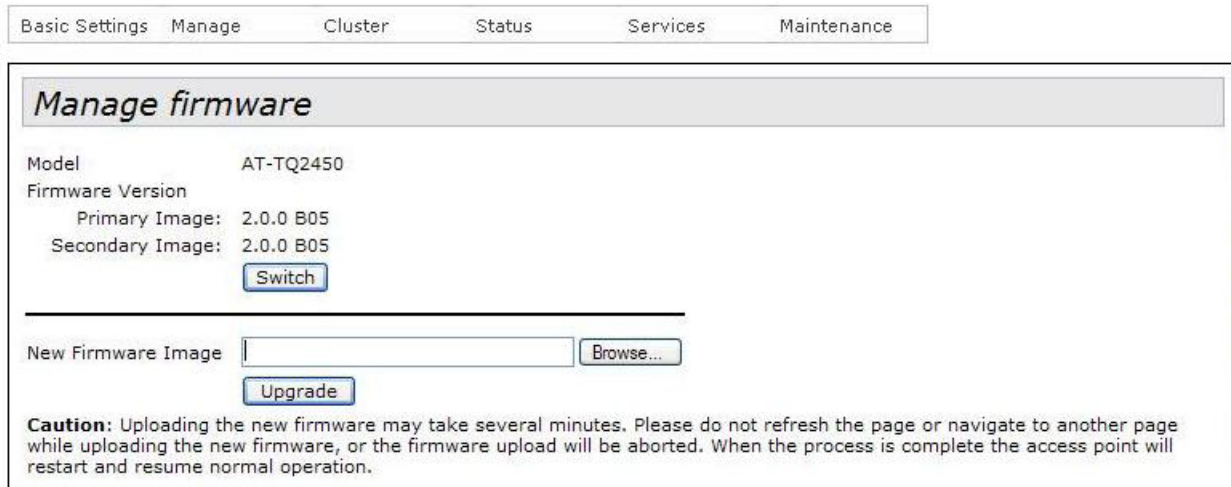 Basic Settings Manage Cluster Status Services Maintenance
Manage firmware
Model AT-TQ2450
Firmware Version
Primary Image: 2.0.0 B05
Secondary Image: 2.0.0 B05
Switch
New Firmware Image Browse...
Upgrade
Caution: Uploading the new firmware may take several minutes. Please do not refresh the page or navigate to another page
while uploading the new firmware, or the firmware upload will be aborted. When the process is complete the access point will
restart and resume normal operation.